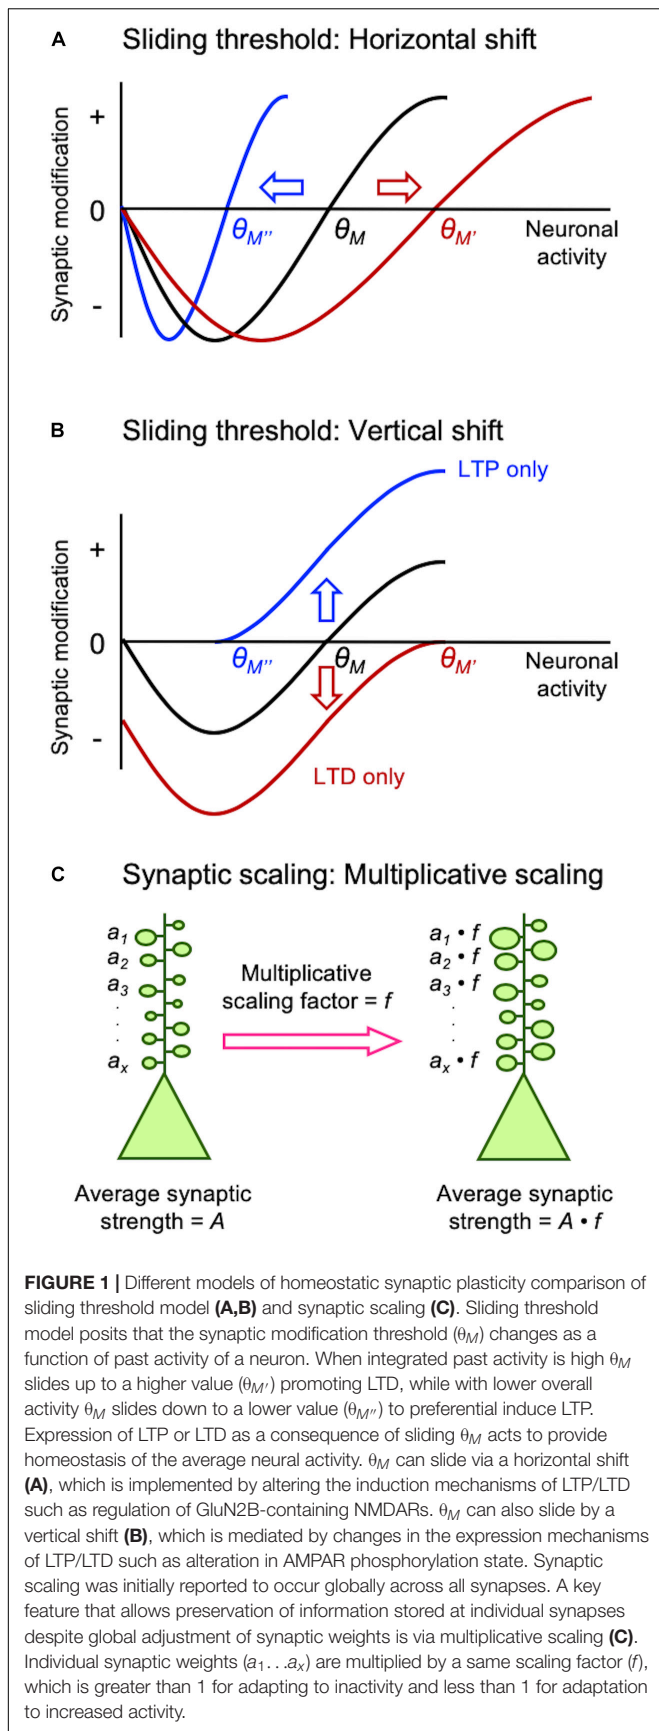 A
Sliding threshold: Horizontal shift
Synaptic modification
+
0
-
θM''
θM
θM'
Neuronal
activity
B
Sliding threshold: Vertical shift
LTP only
Synaptic modification
+
0
-
θM''
θM
θM'
Neuronal
activity
LTD only
C
Synaptic scaling: Multiplicative scaling
a1
a2
a3
.
.
.
ax
Multiplicative
scaling factor = f
a1 • f
a2 • f
a3 • f
.
.
.
ax • f
Average synaptic
strength = A
Average synaptic
strength = A • f
FIGURE 1 | Different models of homeostatic synaptic plasticity comparison of
sliding threshold model (A,B) and synaptic scaling (C). Sliding threshold
model posits that the synaptic modification threshold (θM) changes as a
function of past activity of a neuron. When integrated past activity is high θM
slides up to a higher value (θM') promoting LTD, while with lower overall
activity θM slides down to a lower value (θM'') to preferential induce LTP.
Expression of LTP or LTD as a consequence of sliding θM acts to provide
homeostasis of the average neural activity. θM can slide via a horizontal shift
(A), which is implemented by altering the induction mechanisms of LTP/LTD
such as regulation of GluN2B-containing NMDARs. θM can also slide by a
vertical shift (B), which is mediated by changes in the expression mechanisms
of LTP/LTD such as alteration in AMPAR phosphorylation state. Synaptic
scaling was initially reported to occur globally across all synapses. A key
feature that allows preservation of information stored at individual synapses
despite global adjustment of synaptic weights is via multiplicative scaling (C).
Individual synaptic weights (a1...ax) are multiplied by a same scaling factor (f),
which is greater than 1 for adapting to inactivity and less than 1 for adaptation
to increased activity.